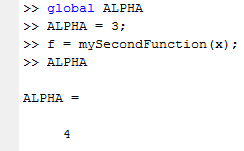 >> global ALPHA
>> ALPHA = 3;
>> f = mySecondFunction(x);
>> ALPHA
ALPHA =
4